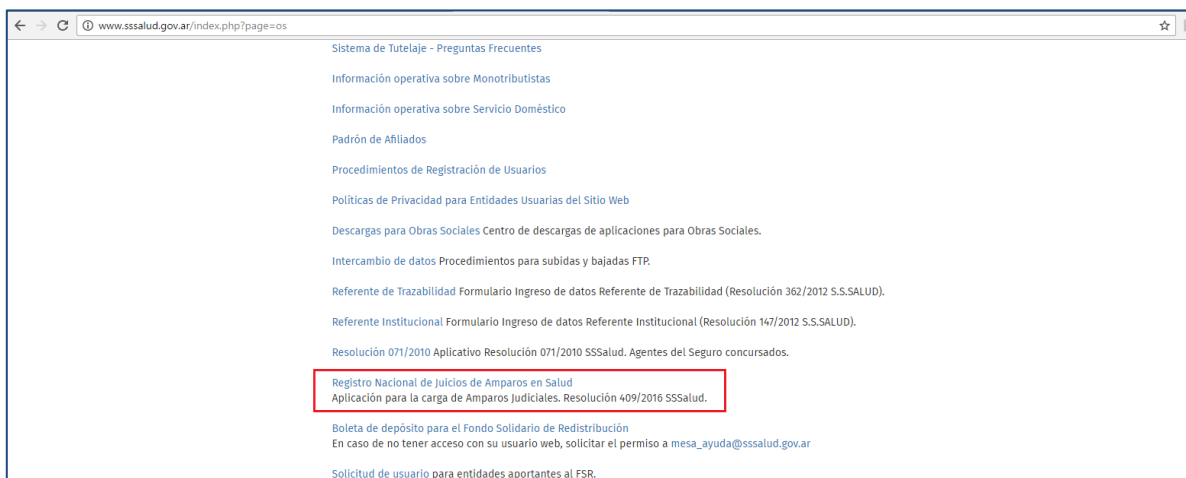 www.sssalud.gov.ar/index.php?page=os
Sistema de Tutelaje - Preguntas Frecuentes
Información operativa sobre Monotributistas
Información operativa sobre Servicio Doméstico
Padrón de Afiliados
Procedimientos de Registración de Usuarios
Políticas de Privacidad para Entidades Usuarias del Sitio Web
Descargas para Obras Sociales Centro de descargas de aplicaciones para Obras Sociales.
Intercambio de datos Procedimientos para subidas y bajadas FTP.
Referente de Trazabilidad Formulario Ingreso de datos Referente de Trazabilidad (Resolución 362/2012 S.S.SALUD).
Referente Institucional Formulario Ingreso de datos Referente Institucional (Resolución 147/2012 S.S.SALUD).
Resolución 071/2010 Aplicativo Resolución 071/2010 SSSalud. Agentes del Seguro concursados.
Registro Nacional de Juicios de Amparos en Salud
Aplicación para la carga de Amparos Judiciales. Resolución 409/2016 SSSalud.
Boleta de depósito para el Fondo Solidario de Redistribución
En caso de no tener acceso con su usuario web, solicitar el permiso a mesa_ayuda@sssalud.gov.ar
Solicitud de usuario para entidades aportantes al FSR.